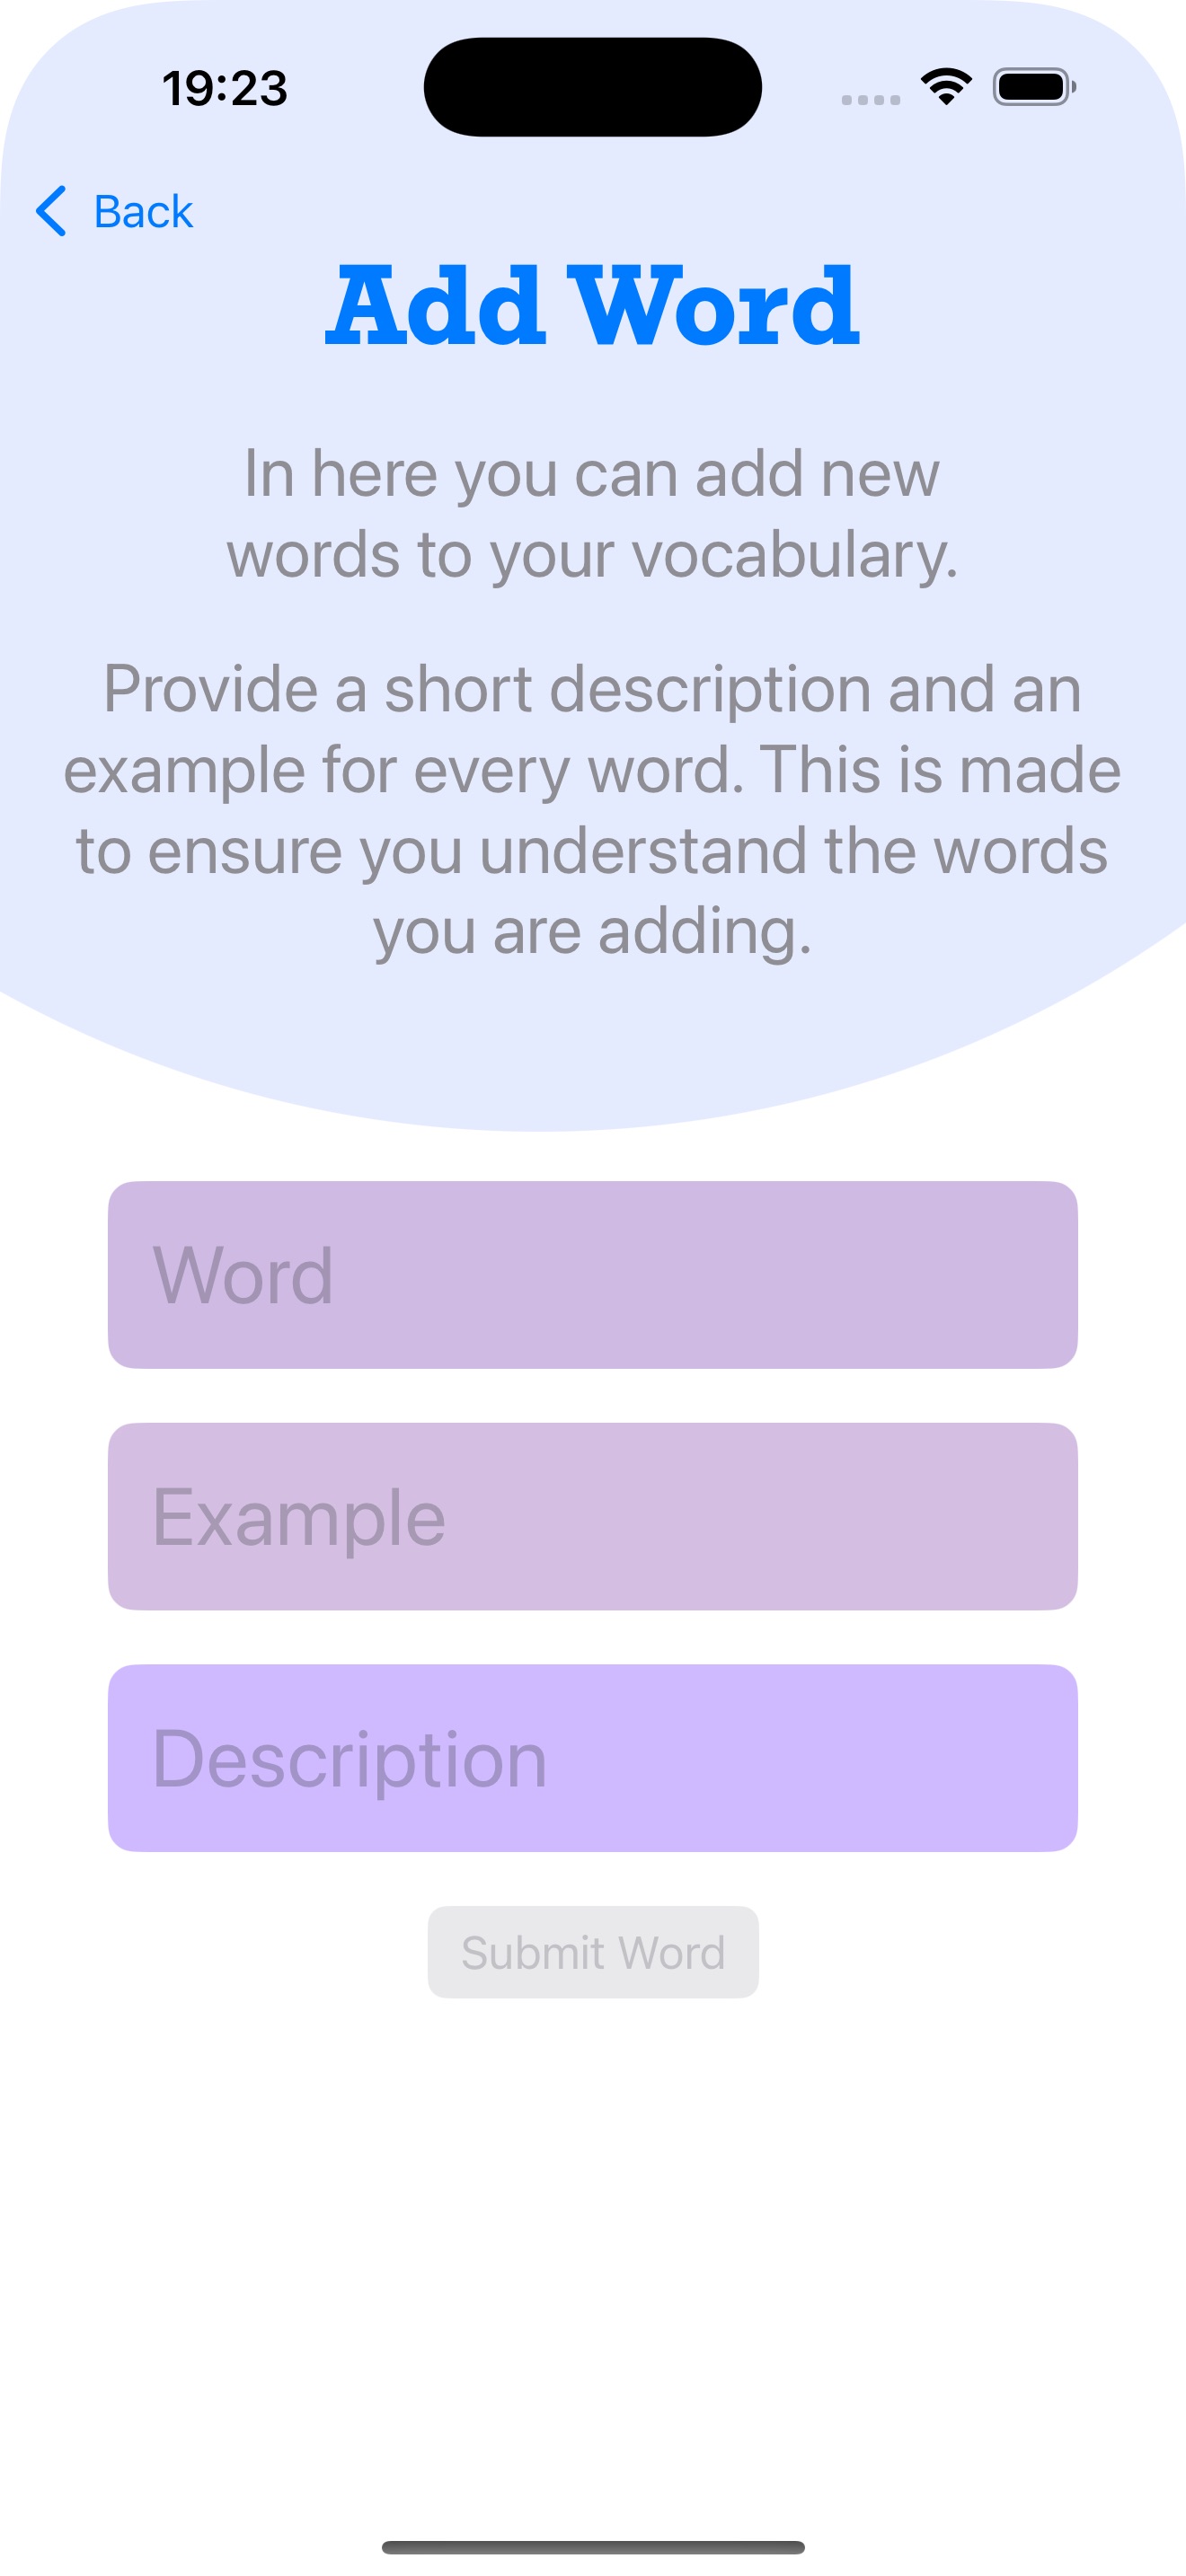 19:23
Back
Add Word
In here you can add new
words to your vocabulary.
Provide a short description and an
example for every word. This is made
to ensure you understand the words
you are adding.
Word
Example
Description
Submit Word